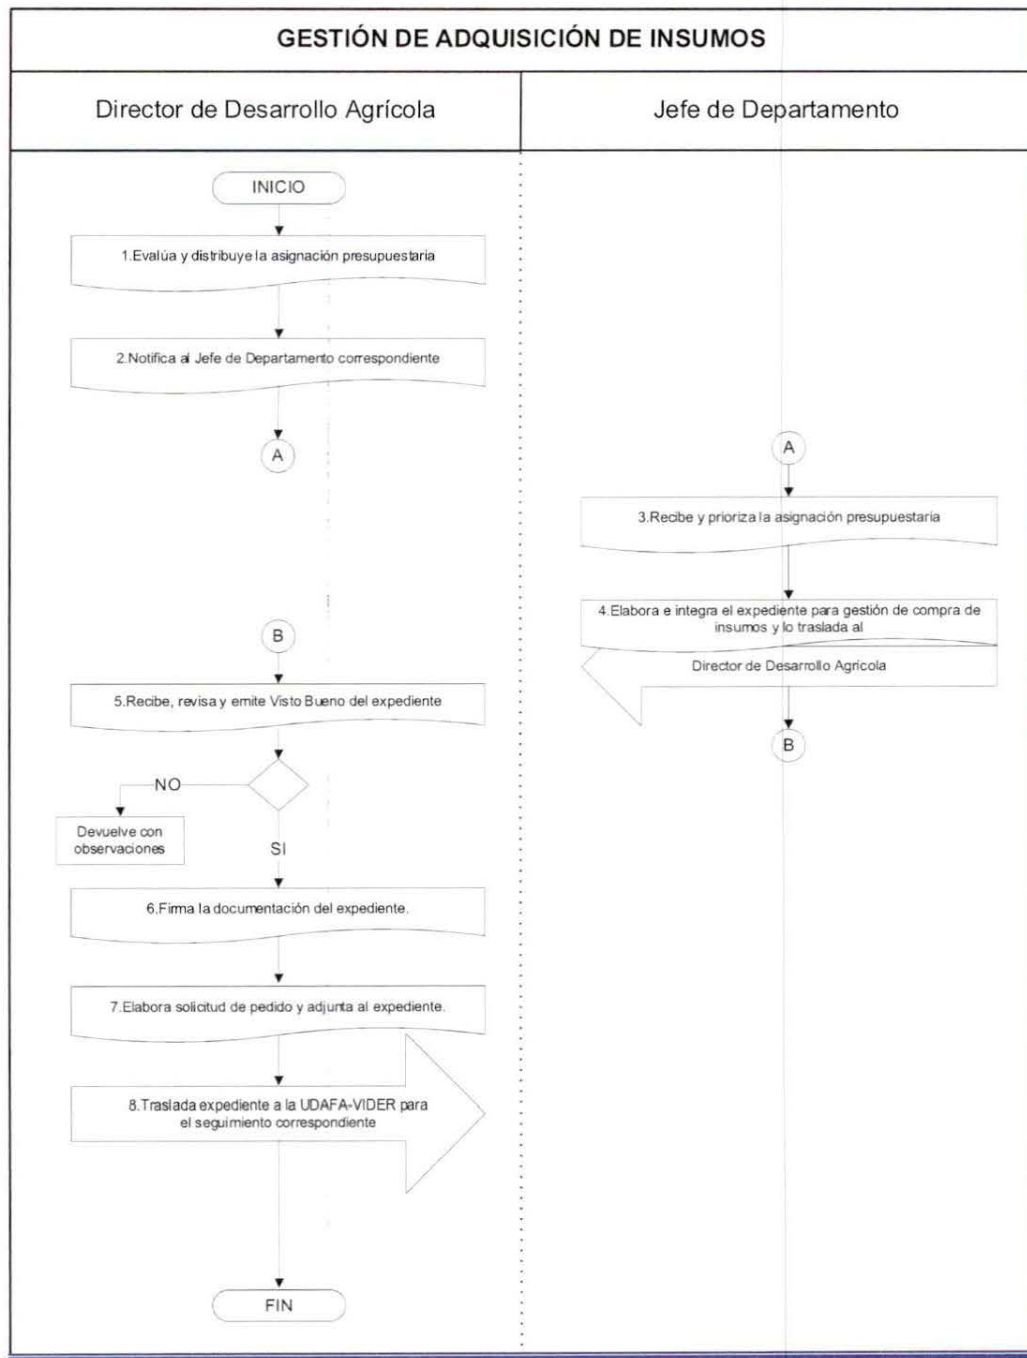 GESTIÓN DE ADQUISICIÓN DE INSUMOS
Director de Desarrollo Agrícola
Jefe de Departamento
INICIO
1.Evalúa y distribuye la asignación presupuestaria
2.Notifica al Jefe de Departamento correspondiente
A
A
3.Recibe y prioriza la asignación presupuestaria
4.Elabora e integra el expediente para gestión de compra de
insumos y lo traslada al
Director de Desarrollo Agrícola
B
B
5.Recibe, revisa y emite Visto Bueno del expediente
NO
Devuelve con
observaciones
SI
6.Firma la documentación del expediente.
7.Elabora solicitud de pedido y adjunta al expediente.
8.Traslada expediente a la UDAFA-VIDER para
el seguimiento correspondiente
FIN